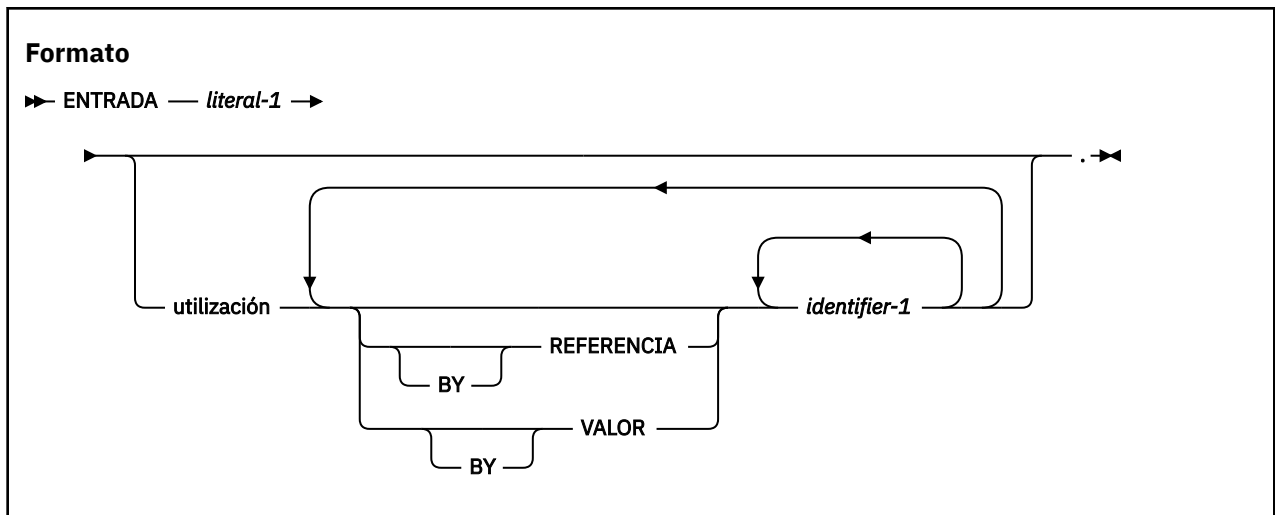 Formato
ENTRADA literal-1
.
utilización identifier-1
REFERENCIA
BY
VALOR
BY